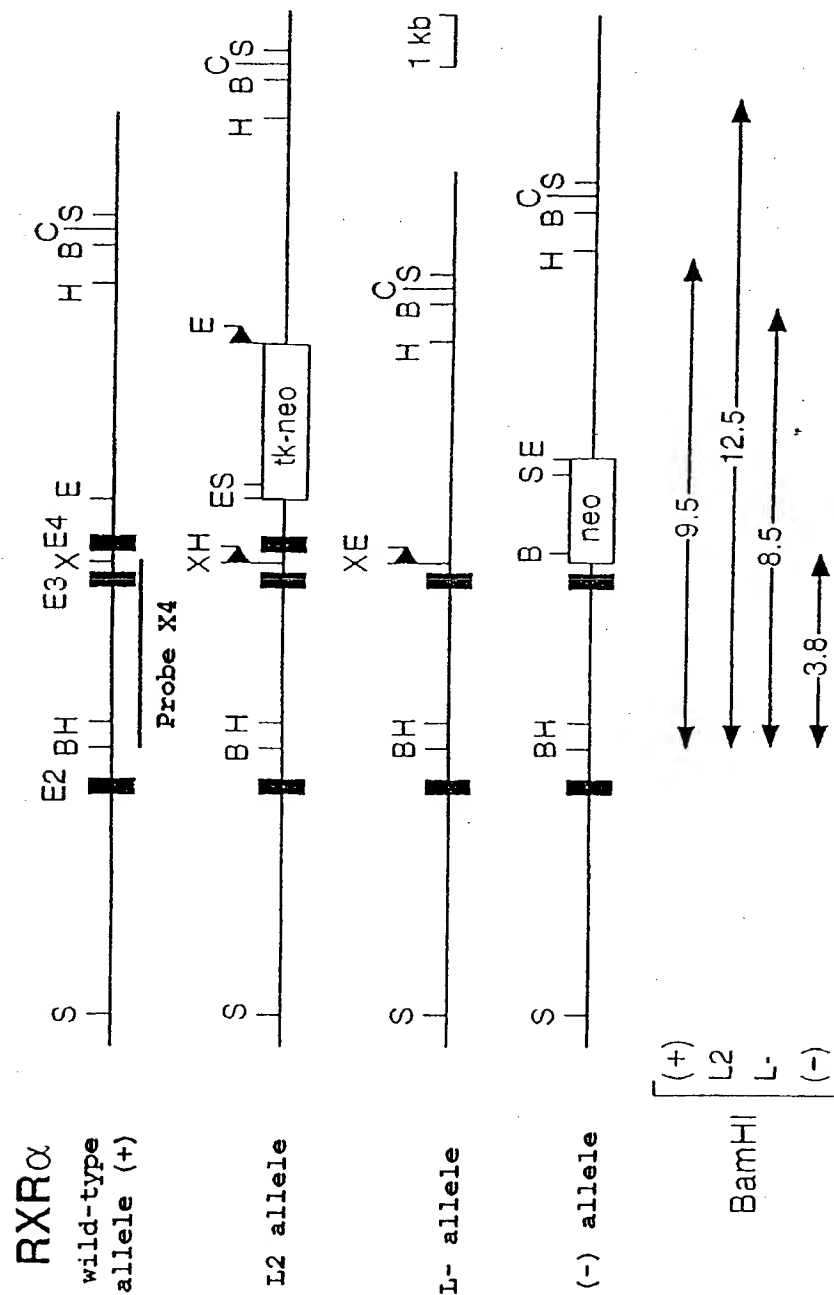 RXRα
wild-type
allele (+)
S
E2
B H
E3
X
E4
E
H
B
C
S
Probe X4
L2 allele
S
B H
X H
E S
tk-neo
E
H
B
C
S
L- allele
B H
X E
H
B
C
S
1 kb
S
(-) allele
S
B H
B
neo
S E
H
B
C
S
BamHI
(+)
9.5
L2
12.5
L-
8.5
(-)
3.8